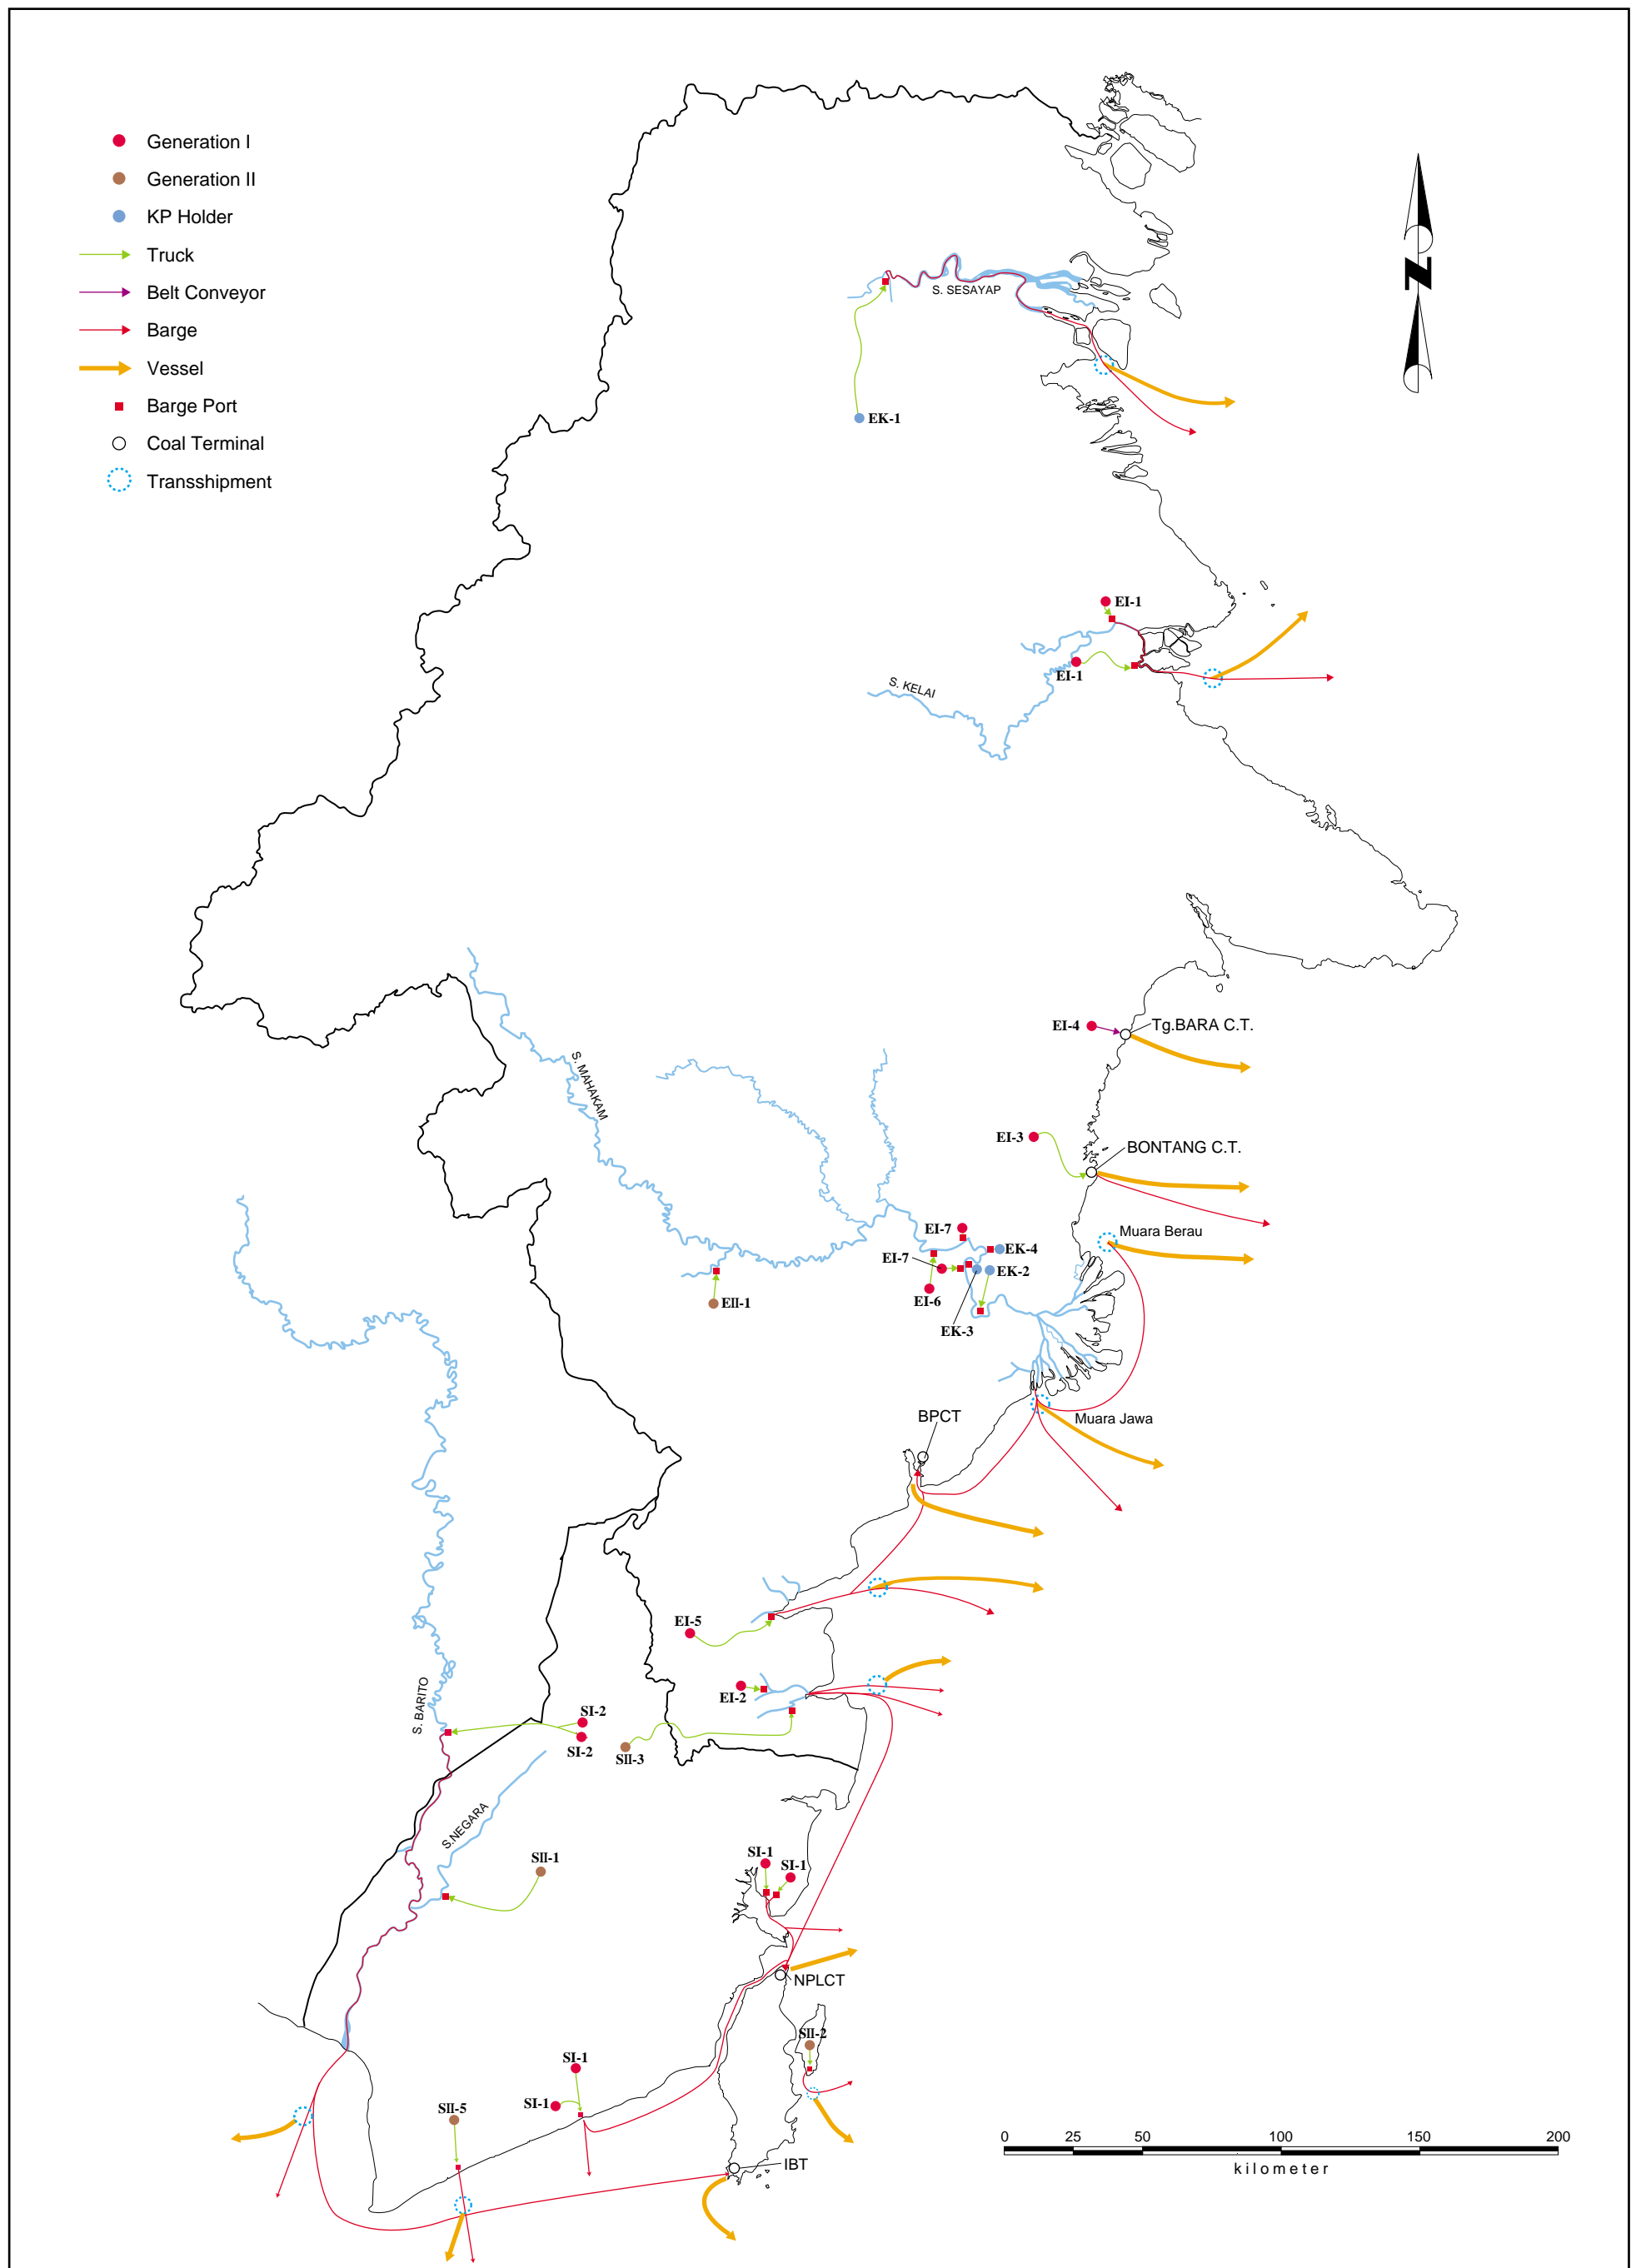 Generation I
Generation II
KP Holder
Truck
Belt Conveyor
Barge
Vessel
Barge Port
Coal Terminal
Transshipment
N
S. SESAYAP
EK-1
EI-1
EI-1
S. KELAI
EI-4
Tg.BARA C.T.
S. MAHAKAM
EI-3
BONTANG C.T.
EI-7
Muara Berau
EK-4
EI-7
EK-2
EI-6
EII-1
EK-3
BPCT
Muara Jawa
EI-5
EI-2
S. BARITO
SI-2
SI-2
SII-3
S.NEGARA
SII-1
SI-1
SI-1
NPLCT
SII-2
SI-1
SI-1
SII-5
IBT
0 25 50 100 150 200
kilometer